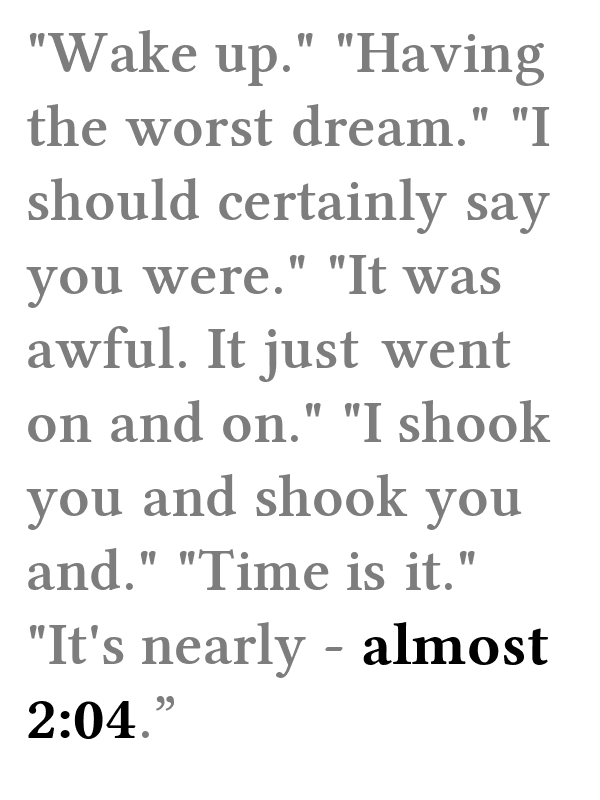 "Wake up." "Having
the worst dream." "I
should certainly say
you were." "It was
awful. It just went
on and on." "I shook
you and shook you
and." "Time is it."
"It's nearly - almost
2:04.”